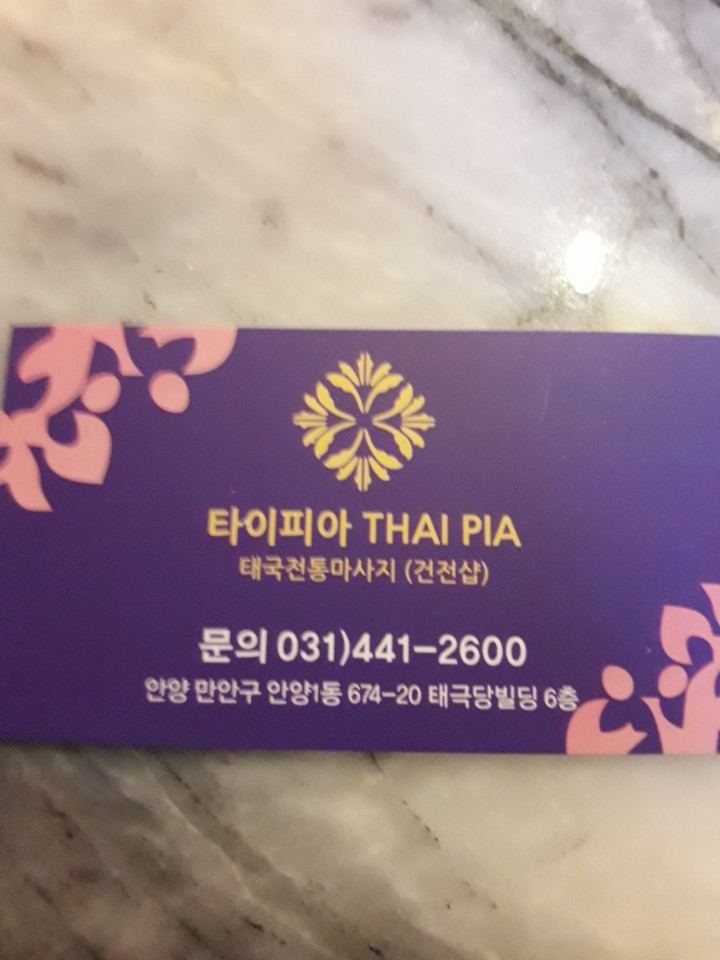 타이피아 THAI PIA
태국전통마사지 (건전샵)
문의 031)441-2600
안양 만안구 안양1동 674-20 태극당빌딩 6층